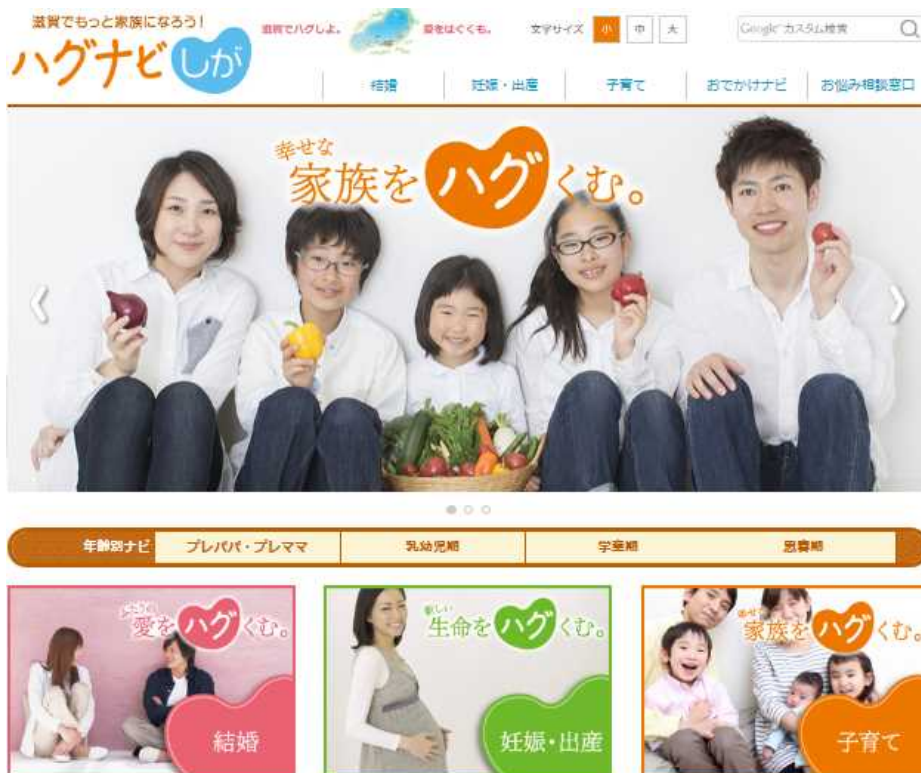 滋賀でもっと家族になろう!
ハグナビしが
滋賀でハグしよ。
愛をはぐくも。
文字サイズ 小 中 大
Google カスタム検索
結婚 妊娠・出産 子育て おでかけナビ お悩み相談窓口
幸せな
家族をハグくむ。
年齢別ナビ プレパパ・プレママ 乳幼児期 学童期 思春期
ふたりの
愛をハグくむ。
結婚
新しい
生命をハグくむ。
妊娠・出産
幸せな
家族をハグくむ。
子育て